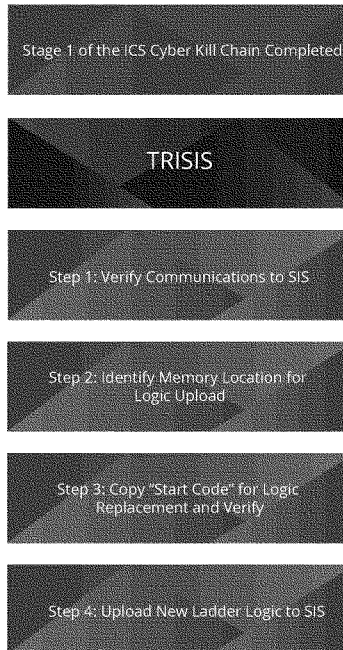 Stage 1 of the ICS Cyber Kill Chain Completed
TRISIS
Step 1: Verify Communications to SIS
Step 2: Identify Memory Location for
Logic Upload
Step 3: Copy "Start Code" for Logic
Replacement and Verify
Step 4: Upload New Ladder Logic to SIS